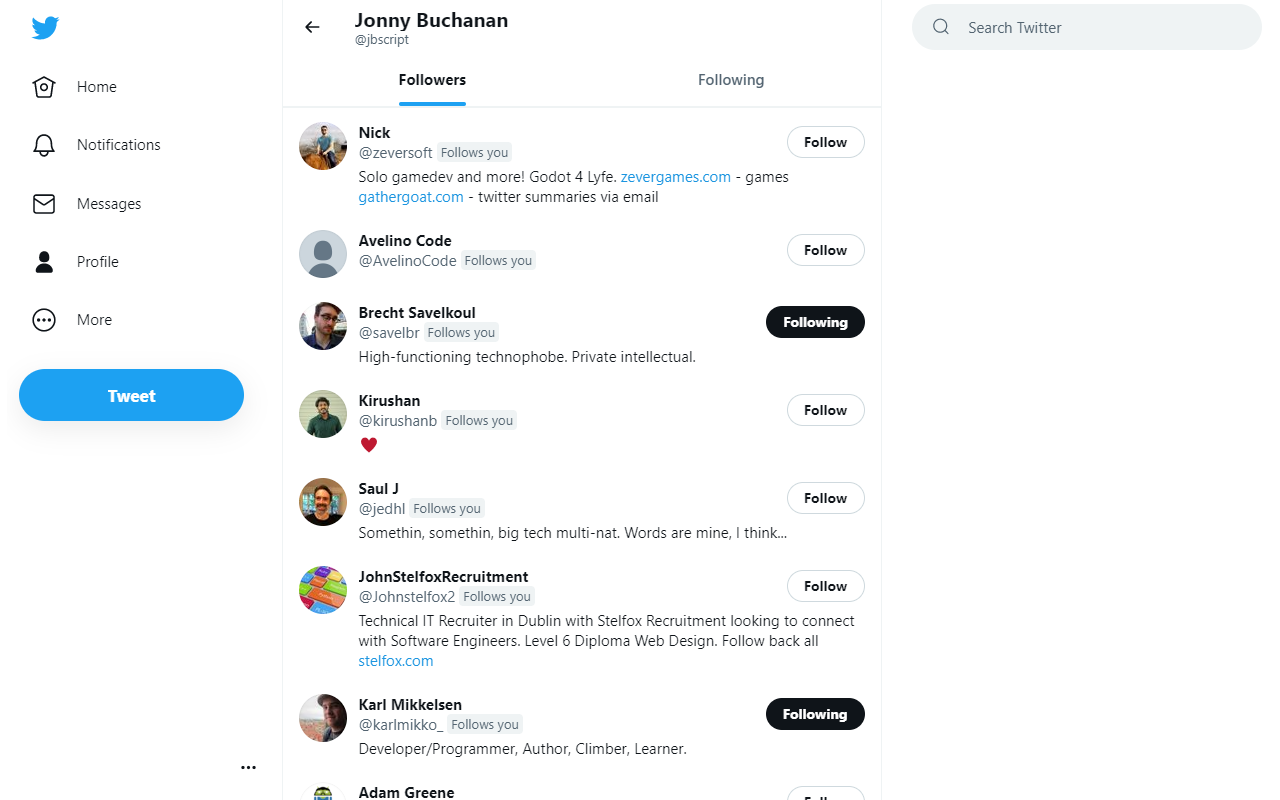 Jonny Buchanan
@jbscript
Search Twitter
Home
Notifications
Messages
Profile
More
Tweet
Followers
Following
Nick
@zeversoft Follows you
Follow
Solo gamedev and more! Godot 4 Lyfe. zevergames.com - games
gathergoat.com - twitter summaries via email
Avelino Code
@AvelinoCode Follows you
Follow
Brecht Savelkoul
@savelbr Follows you
Following
High-functioning technophobe. Private intellectual.
Kirushan
@kirushanb Follows you
Follow
Saul J
@jedhl Follows you
Follow
Somethin, somethin, big tech multi-nat. Words are mine, I think...
JohnStelfoxRecruitment
@Johnstelfox2 Follows you
Follow
Technical IT Recruiter in Dublin with Stelfox Recruitment looking to connect
with Software Engineers. Level 6 Diploma Web Design. Follow back all
stelfox.com
Karl Mikkelsen
@karlmikko_ Follows you
Following
Developer/Programmer, Author, Climber, Learner.
Adam Greene